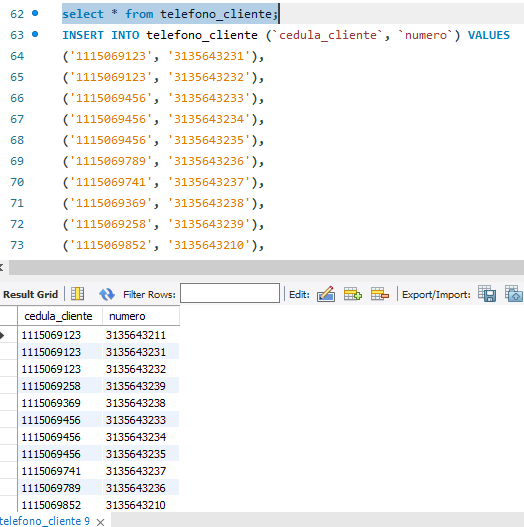 62 select * from telefono_cliente;
63 INSERT INTO telefono_cliente (`cedula_cliente`, `numero`) VALUES
64 ('1115069123', '3135643231'),
65 ('1115069123', '3135643232'),
66 ('1115069456', '3135643233'),
67 ('1115069456', '3135643234'),
68 ('1115069456', '3135643235'),
69 ('1115069789', '3135643236'),
70 ('1115069741', '3135643237'),
71 ('1115069369', '3135643238'),
72 ('1115069258', '3135643239'),
73 ('1115069852', '3135643210'),
Result Grid Filter Rows: Edit: Export/Import:
cedula_cliente numero
1115069123 3135643211
1115069123 3135643231
1115069123 3135643232
1115069258 3135643239
1115069369 3135643238
1115069456 3135643233
1115069456 3135643234
1115069456 3135643235
1115069741 3135643237
1115069789 3135643236
1115069852 3135643210
telefono_cliente 9